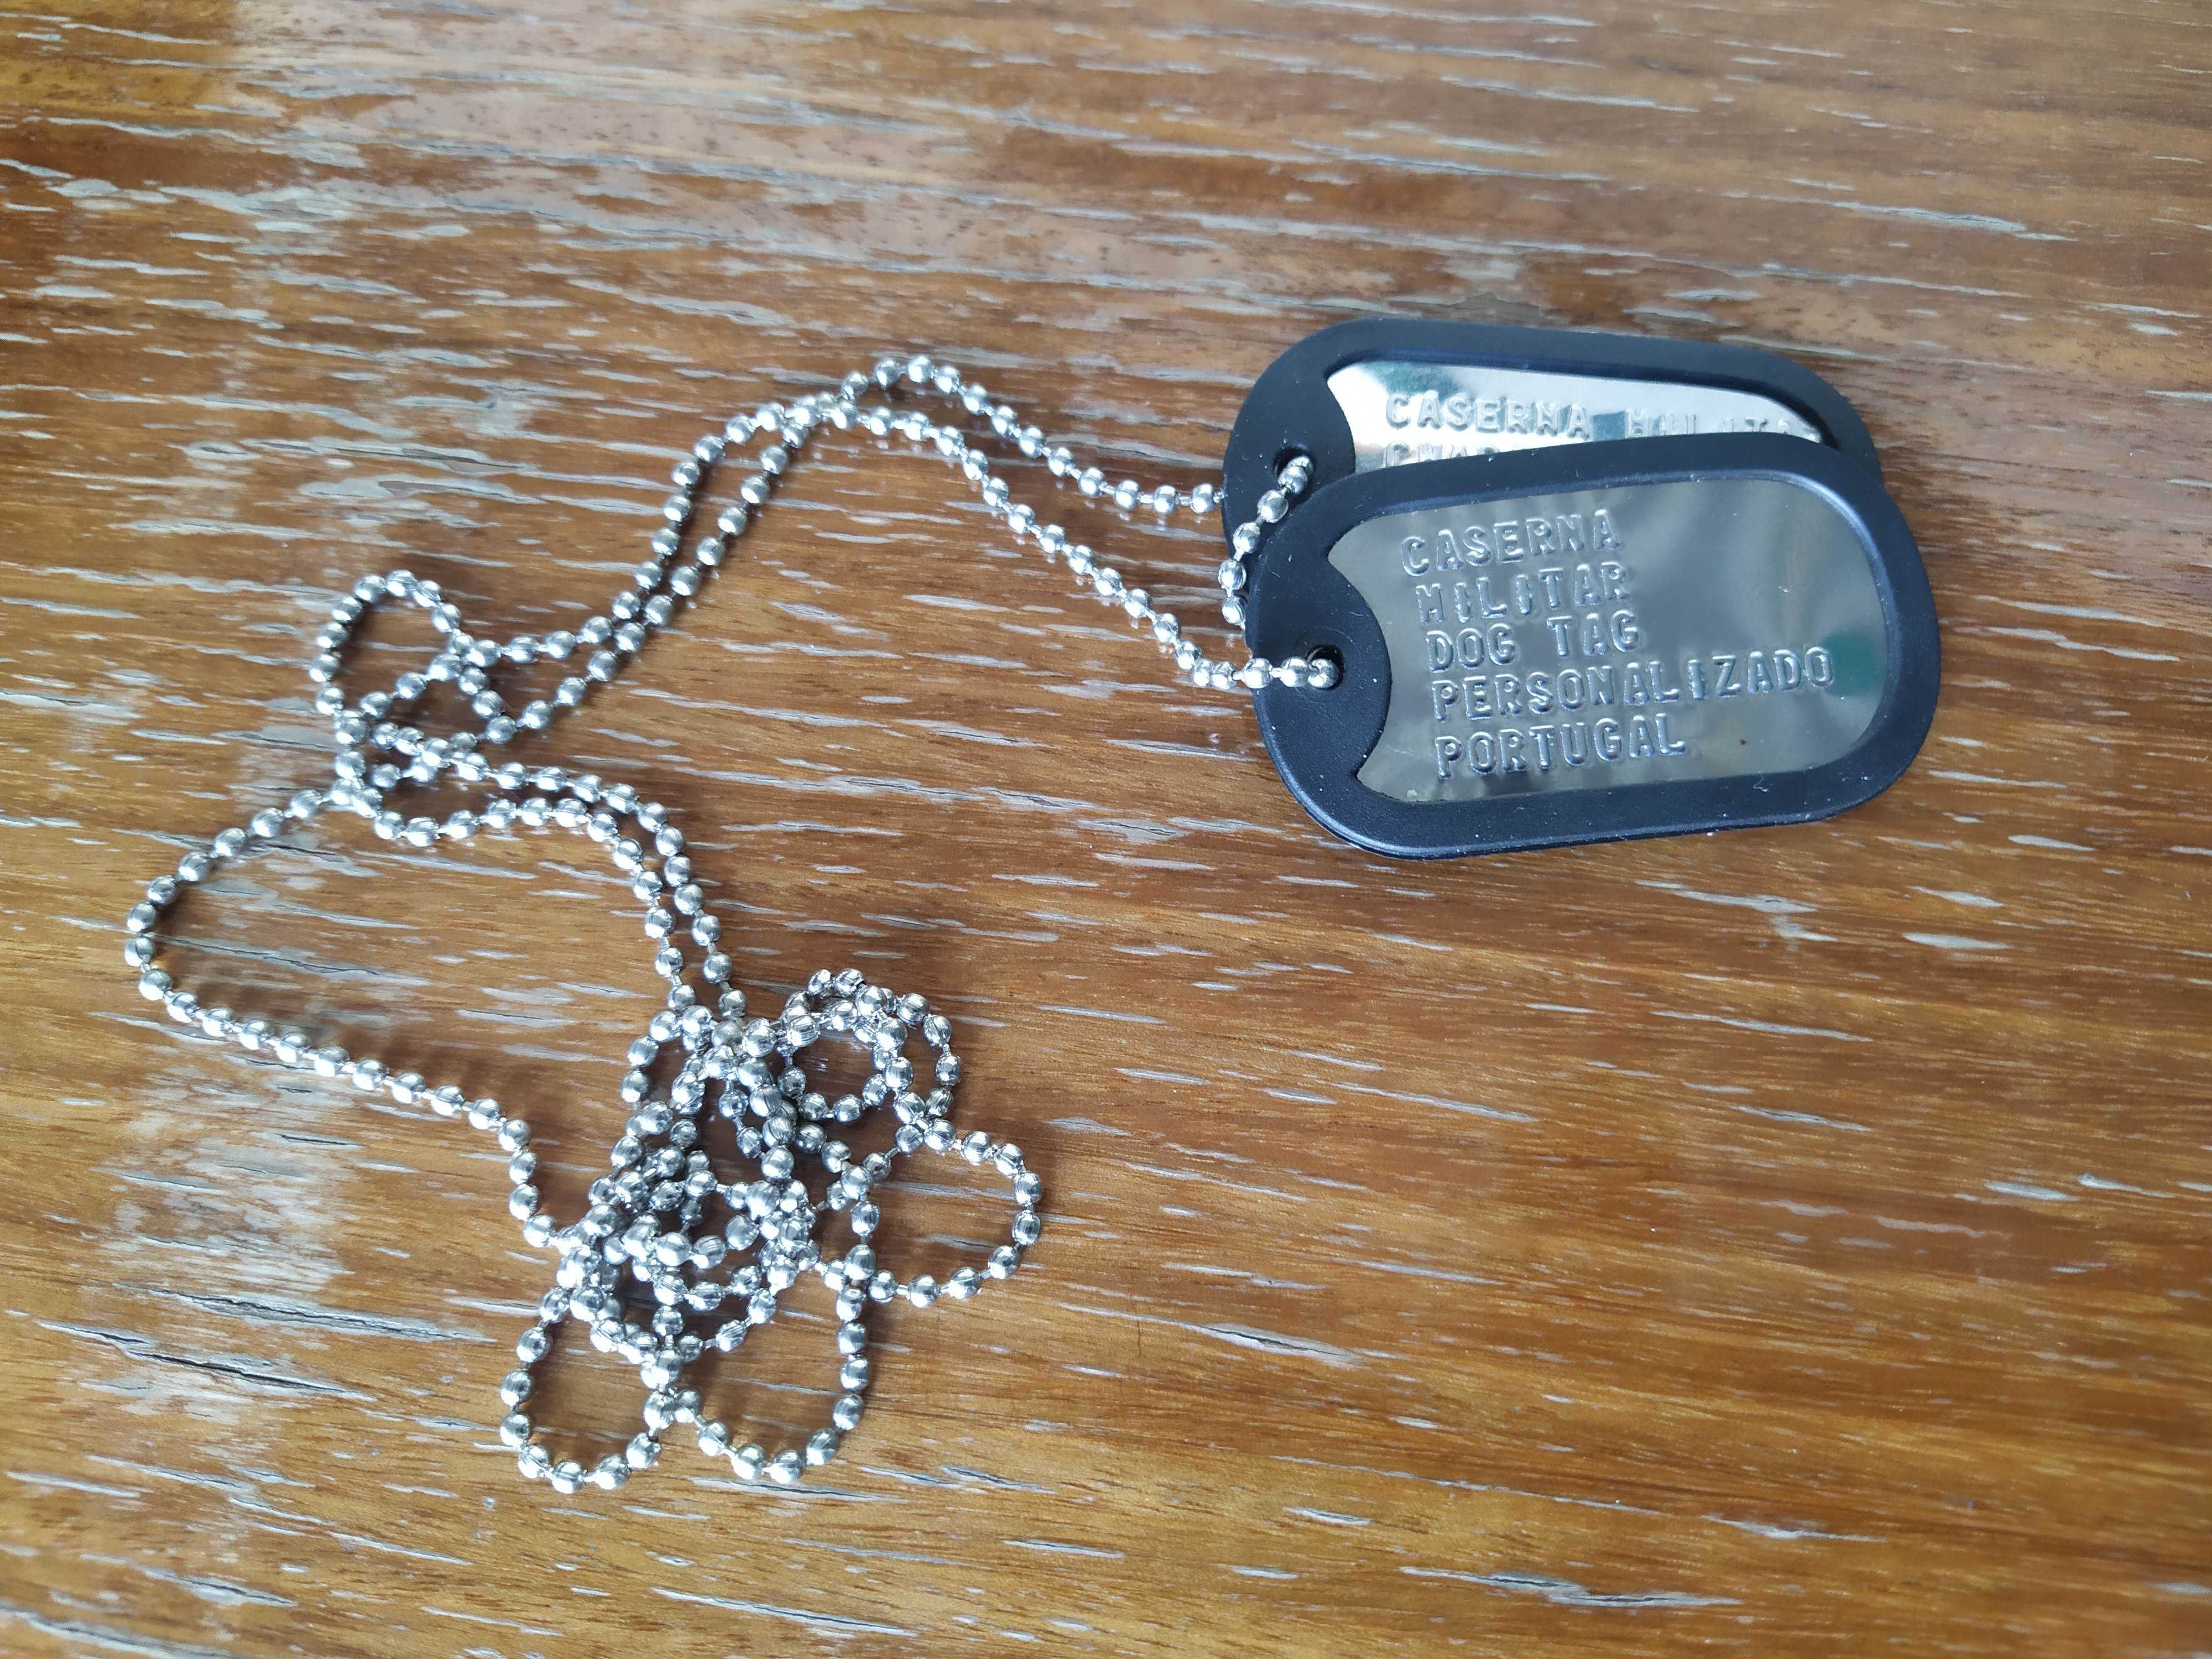 CASERNA
CASERNA
MILITAR
DOG TAG
PERSONALIZADO
PORTUGAL